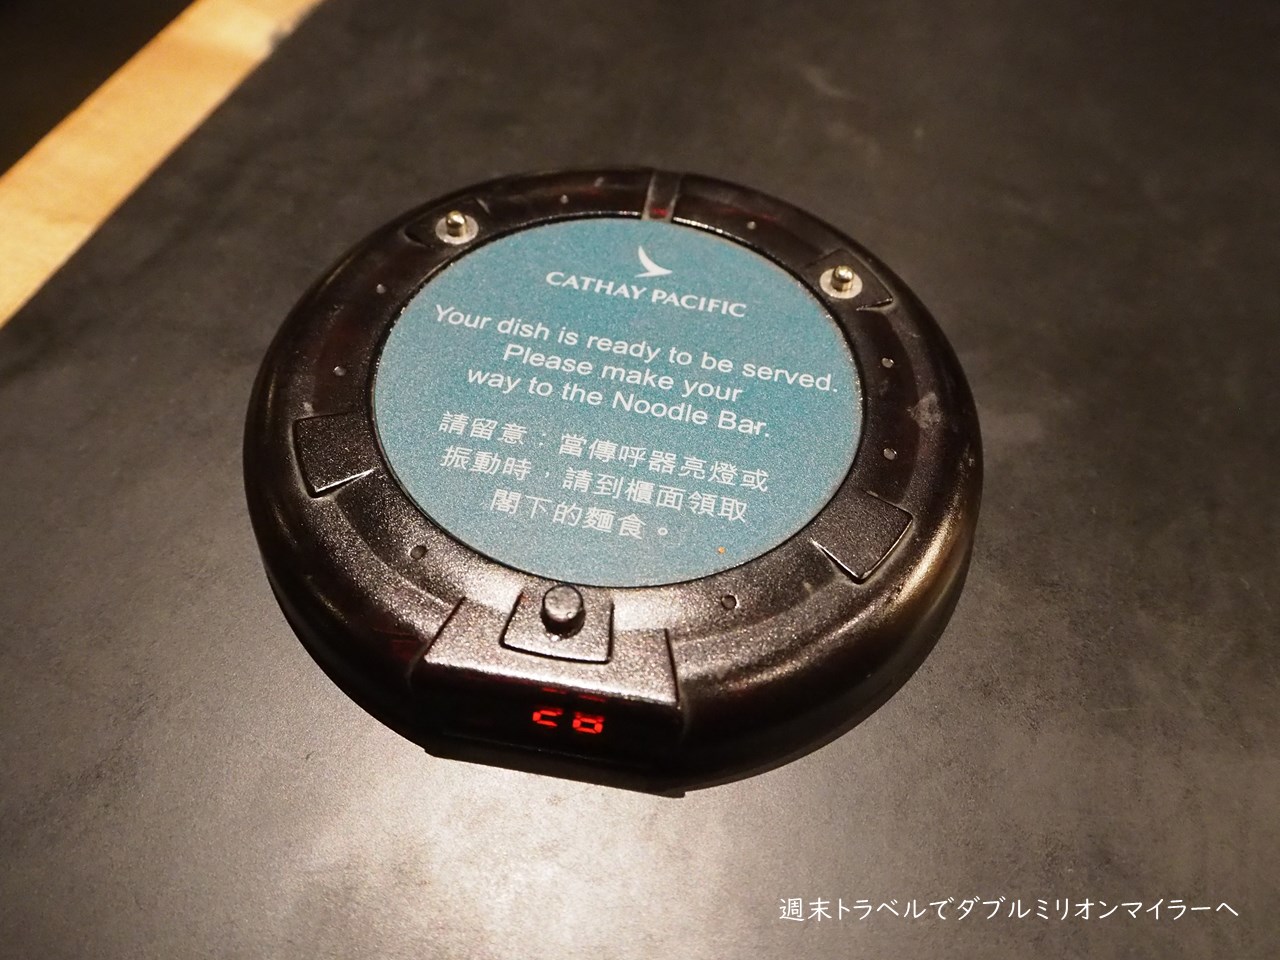 CATHAY PACIFIC
Your dish is ready to be served.
Please make your
way to the Noodle Bar.
請留意：當傳呼器亮燈或
振動時，請到櫃面領取
閣下的麵食。
週末トラベルでダブルミリオンマイラーへ